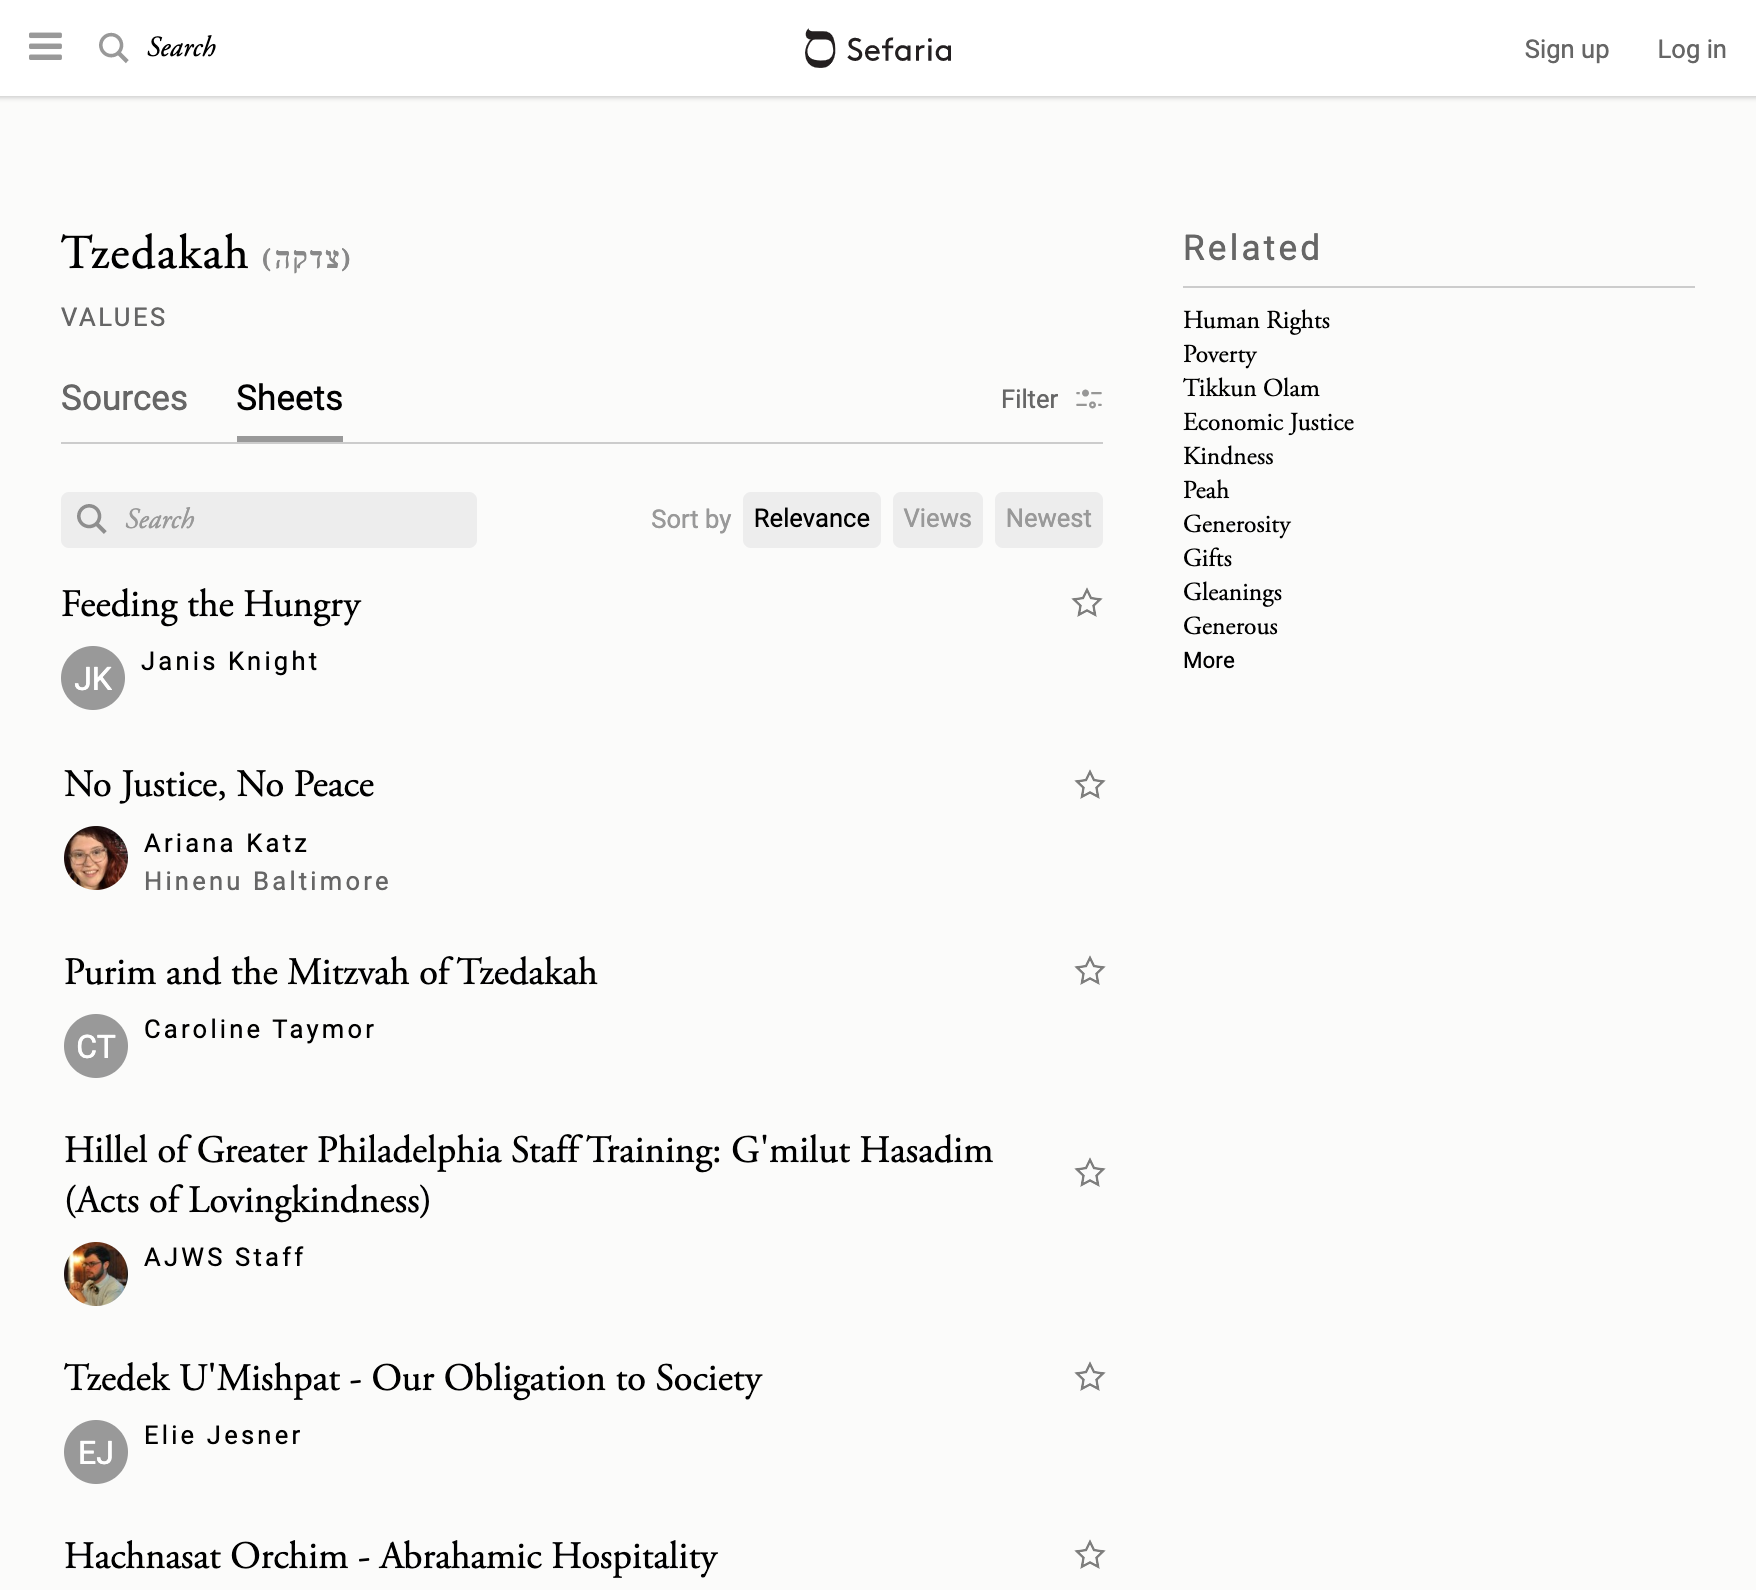 Search
Sefaria
Sign up
Log in
Tzedakah (צדקה)
VALUES
Sources
Sheets
Filter
Search
Sort by
Relevance
Views
Newest
Feeding the Hungry
JK
Janis Knight
No Justice, No Peace
Ariana Katz
Hinenu Baltimore
Purim and the Mitzvah of Tzedakah
CT
Caroline Taymor
Hillel of Greater Philadelphia Staff Training: G'milut Hasadim
(Acts of Lovingkindness)
AJWS Staff
Tzedek U'Mishpat - Our Obligation to Society
EJ
Elie Jesner
Hachnasat Orchim - Abrahamic Hospitality
Related
Human Rights
Poverty
Tikkun Olam
Economic Justice
Kindness
Peah
Generosity
Gifts
Gleanings
Generous
More